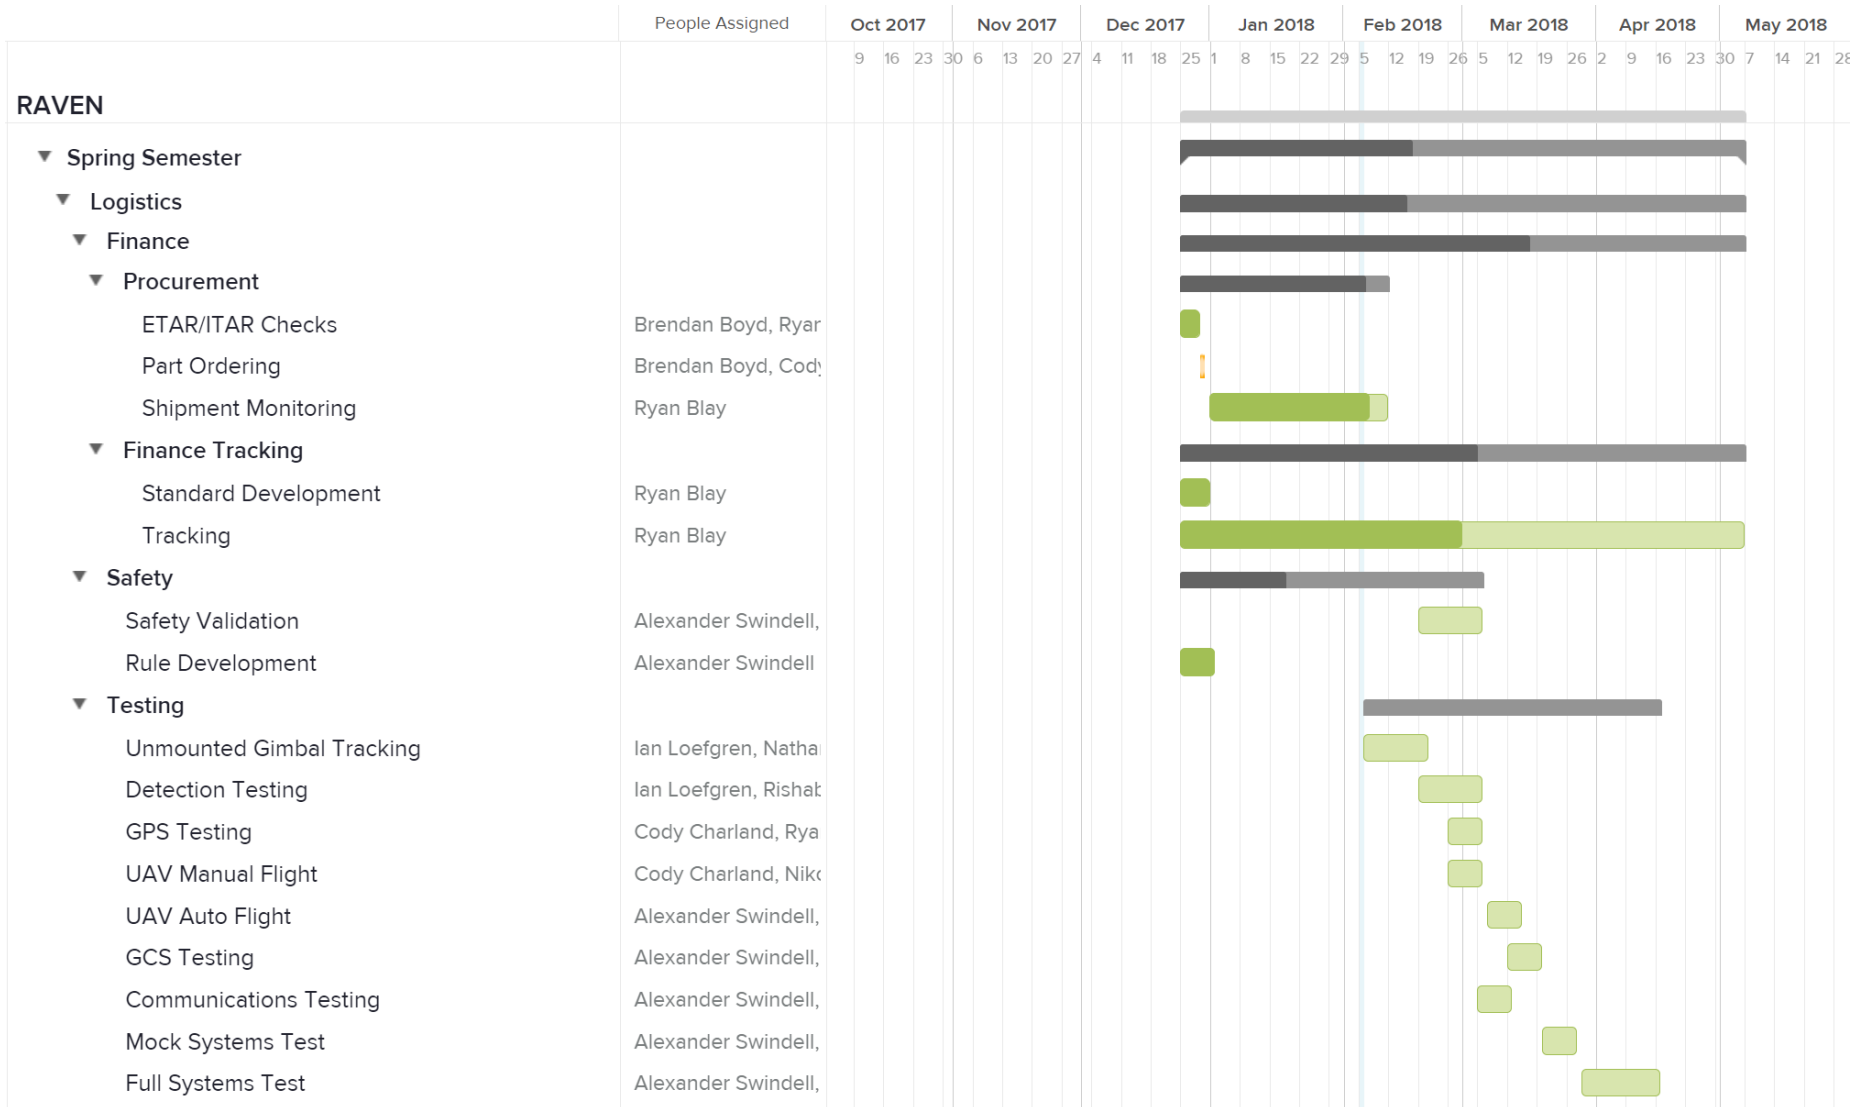 People Assigned Oct 2017 Nov 2017 Dec 2017 Jan 2018 Feb 2018 Mar 2018 Apr 2018 May 2018
9 16 23 30 6 13 20 27 4 11 18 25 1 8 15 22 29 5 12 19 26 5 12 19 26 2 9 16 23 30 7 14 21 28
RAVEN
Spring Semester
Logistics
Finance
Procurement
ETAR/ITAR Checks Brendan Boyd, Ryan
Part Ordering Brendan Boyd, Cody
Shipment Monitoring Ryan Blay
Finance Tracking
Standard Development Ryan Blay
Tracking Ryan Blay
Safety
Safety Validation Alexander Swindell,
Rule Development Alexander Swindell
Testing
Unmounted Gimbal Tracking Ian Loefgren,
Detection Testing Ian Loefgren,
GPS Testing Cody Charland, Rya
UAV Manual Flight Cody Charland,
UAV Auto Flight Alexander Swindell,
GCS Testing Alexander Swindell,
Communications Testing Alexander Swindell,
Mock Systems Test Alexander Swindell,
Full Systems Test Alexander Swindell,